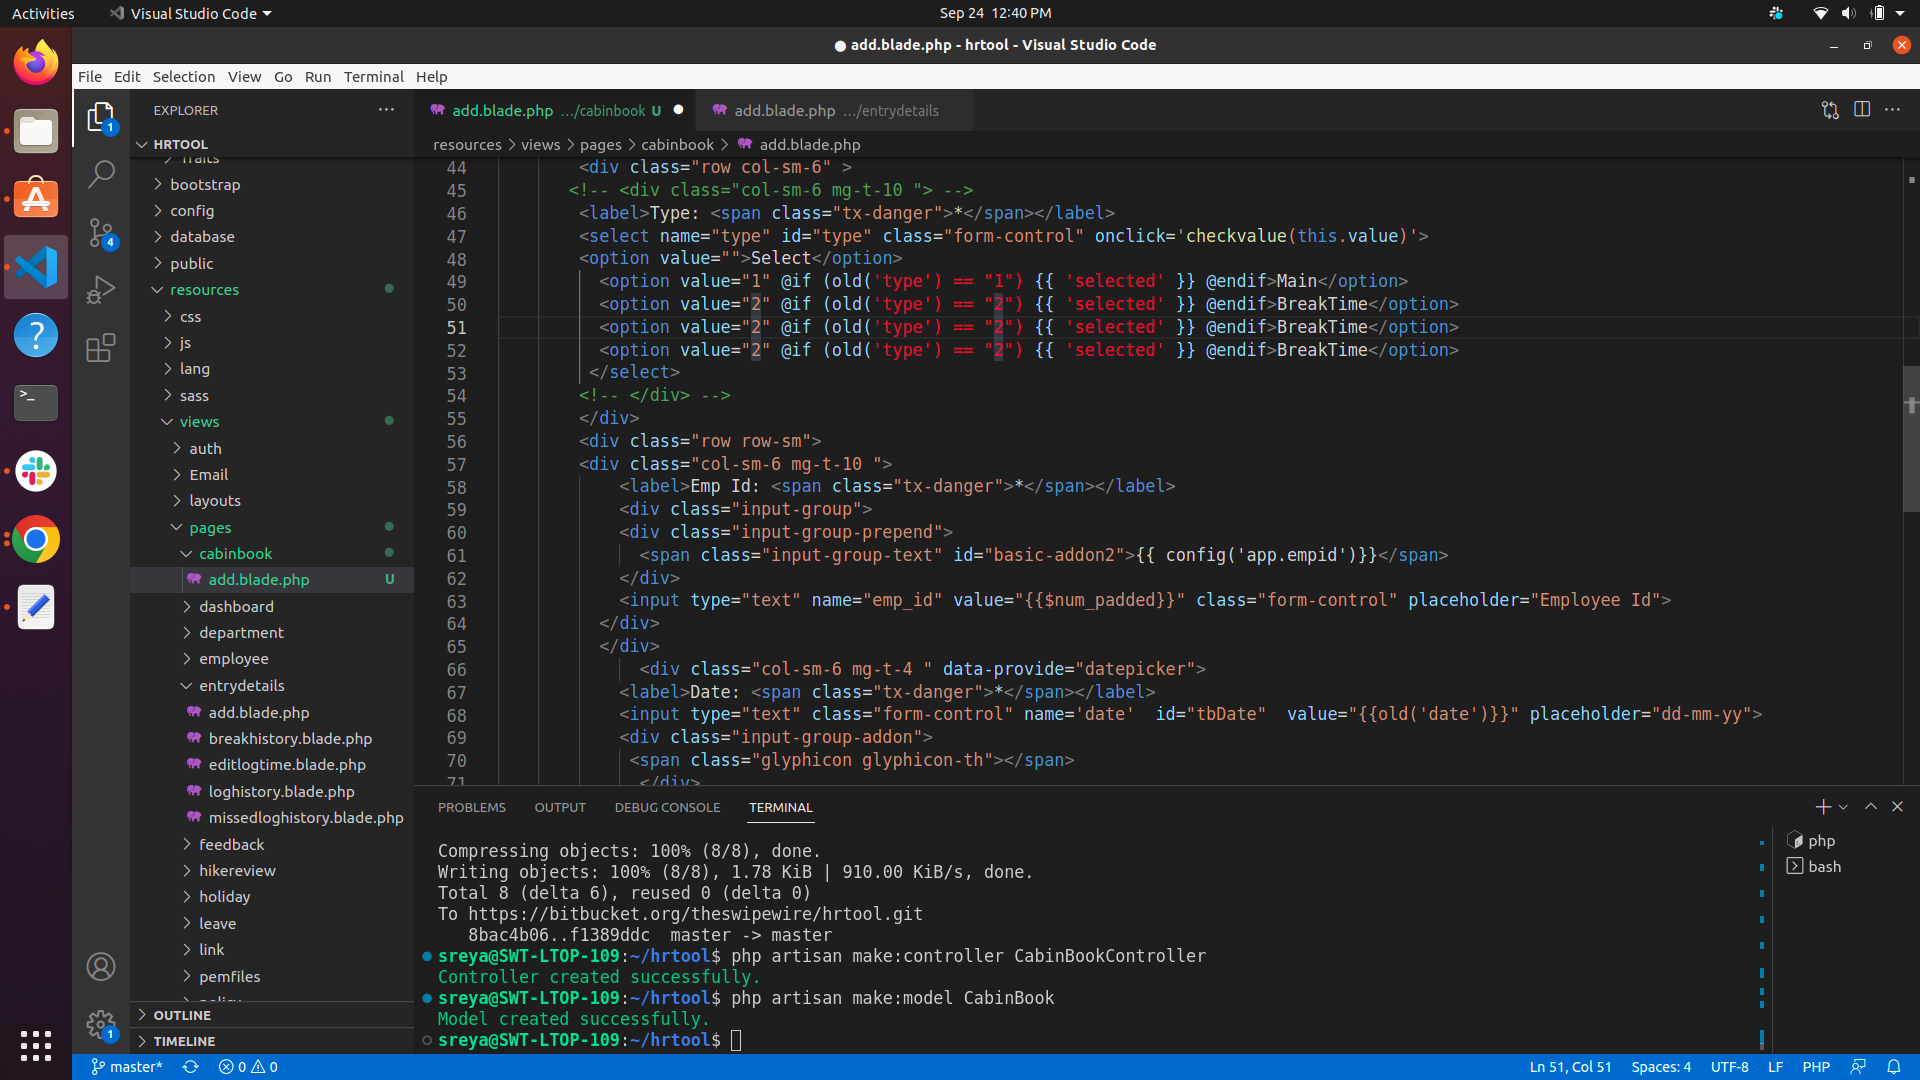 Activities
Visual Studio Code
Sep 24  12:40 PM
● add.blade.php - hrtool - Visual Studio Code
File Edit Selection View Go Run Terminal Help
EXPLORER
HRTOOL
Traits
bootstrap
config
database
public
resources
css
js
lang
sass
views
auth
Email
layouts
pages
cabinbook
add.blade.php U
dashboard
department
employee
entrydetails
add.blade.php
breakhistory.blade.php
editlogtime.blade.php
loghistory.blade.php
missedloghistory.blade.php
feedback
hikereview
holiday
leave
link
pemfiles
policy
OUTLINE
TIMELINE
1
4
1
add.blade.php .../cabinbook U ●
add.blade.php .../entrydetails
resources > views > pages > cabinbook > add.blade.php
44 <div class="row col-sm-6" >
45 <!-- <div class="col-sm-6 mg-t-10 "> -->
46 <label>Type: <span class="tx-danger">*</span></label>
47 <select name="type" id="type" class="form-control" onclick='checkvalue(this.value)'>
48 <option value="">Select</option>
49 <option value="1" @if (old('type') == "1") {{ 'selected' }} @endif>Main</option>
50 <option value="2" @if (old('type') == "2") {{ 'selected' }} @endif>BreakTime</option>
51 <option value="2" @if (old('type') == "2") {{ 'selected' }} @endif>BreakTime</option>
52 <option value="2" @if (old('type') == "2") {{ 'selected' }} @endif>BreakTime</option>
53 </select>
54 <!-- </div> -->
55 </div>
56 <div class="row row-sm">
57 <div class="col-sm-6 mg-t-10 ">
58 <label>Emp Id: <span class="tx-danger">*</span></label>
59 <div class="input-group">
60 <div class="input-group-prepend">
61 <span class="input-group-text" id="basic-addon2">{{ config('app.empid')}}</span>
62 </div>
63 <input type="text" name="emp_id" value="{{$num_padded}}" class="form-control" placeholder="Employee Id">
64 </div>
65 </div>
66 <div class="col-sm-6 mg-t-4 " data-provide="datepicker">
67 <label>Date: <span class="tx-danger">*</span></label>
68 <input type="text" class="form-control" name='date'  id="tbDate"  value="{{old('date')}}" placeholder="dd-mm-yy">
69 <div class="input-group-addon">
70 <span class="glyphicon glyphicon-th"></span>
71 </div>
PROBLEMS OUTPUT DEBUG CONSOLE TERMINAL
Compressing objects: 100% (8/8), done.
Writing objects: 100% (8/8), 1.78 KiB | 910.00 KiB/s, done.
Total 8 (delta 6), reused 0 (delta 0)
To https://bitbucket.org/theswipewire/hrtool.git
8bac4b06..f1389ddc  master -> master
sreya@SWT-LTOP-109:~/hrtool$ php artisan make:controller CabinBookController
Controller created successfully.
sreya@SWT-LTOP-109:~/hrtool$ php artisan make:model CabinBook
Model created successfully.
sreya@SWT-LTOP-109:~/hrtool$
php
bash
master* 0 0
Ln 51, Col 51 Spaces: 4 UTF-8 LF PHP